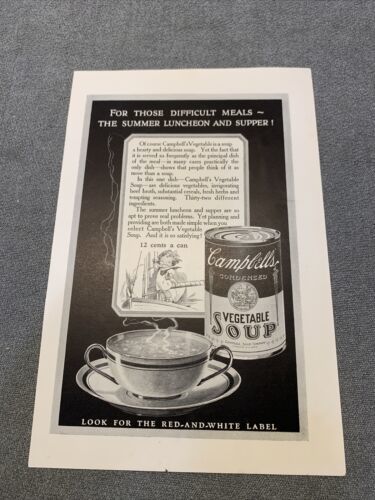 FOR THOSE DIFFICULT MEALS ~
THE SUMMER LUNCHEON AND SUPPER!
Of course Campbell's Vegetable is a soup,
a hearty and delicious soup. Yet the fact that
it is served so frequently as the principal dish
of the meal—in many cases practically the
only dish—shows that people think of it as
more than a soup.
In this one dish—Campbell's Vegetable
Soup—are delicious vegetables, invigorating
beef broth, substantial cereals, fresh herbs and
tempting seasoning. Thirty-two different
ingredients.
The summer luncheon and supper are so
apt to prove real problems. Yet planning and
providing are both made simple when you
select Campbell's Vegetable
Soup. And it is so satisfying!
12 cents a can
Campbell's
CONDENSED
VEGETABLE
SOUP
LOOK FOR THE RED-AND-WHITE LABEL